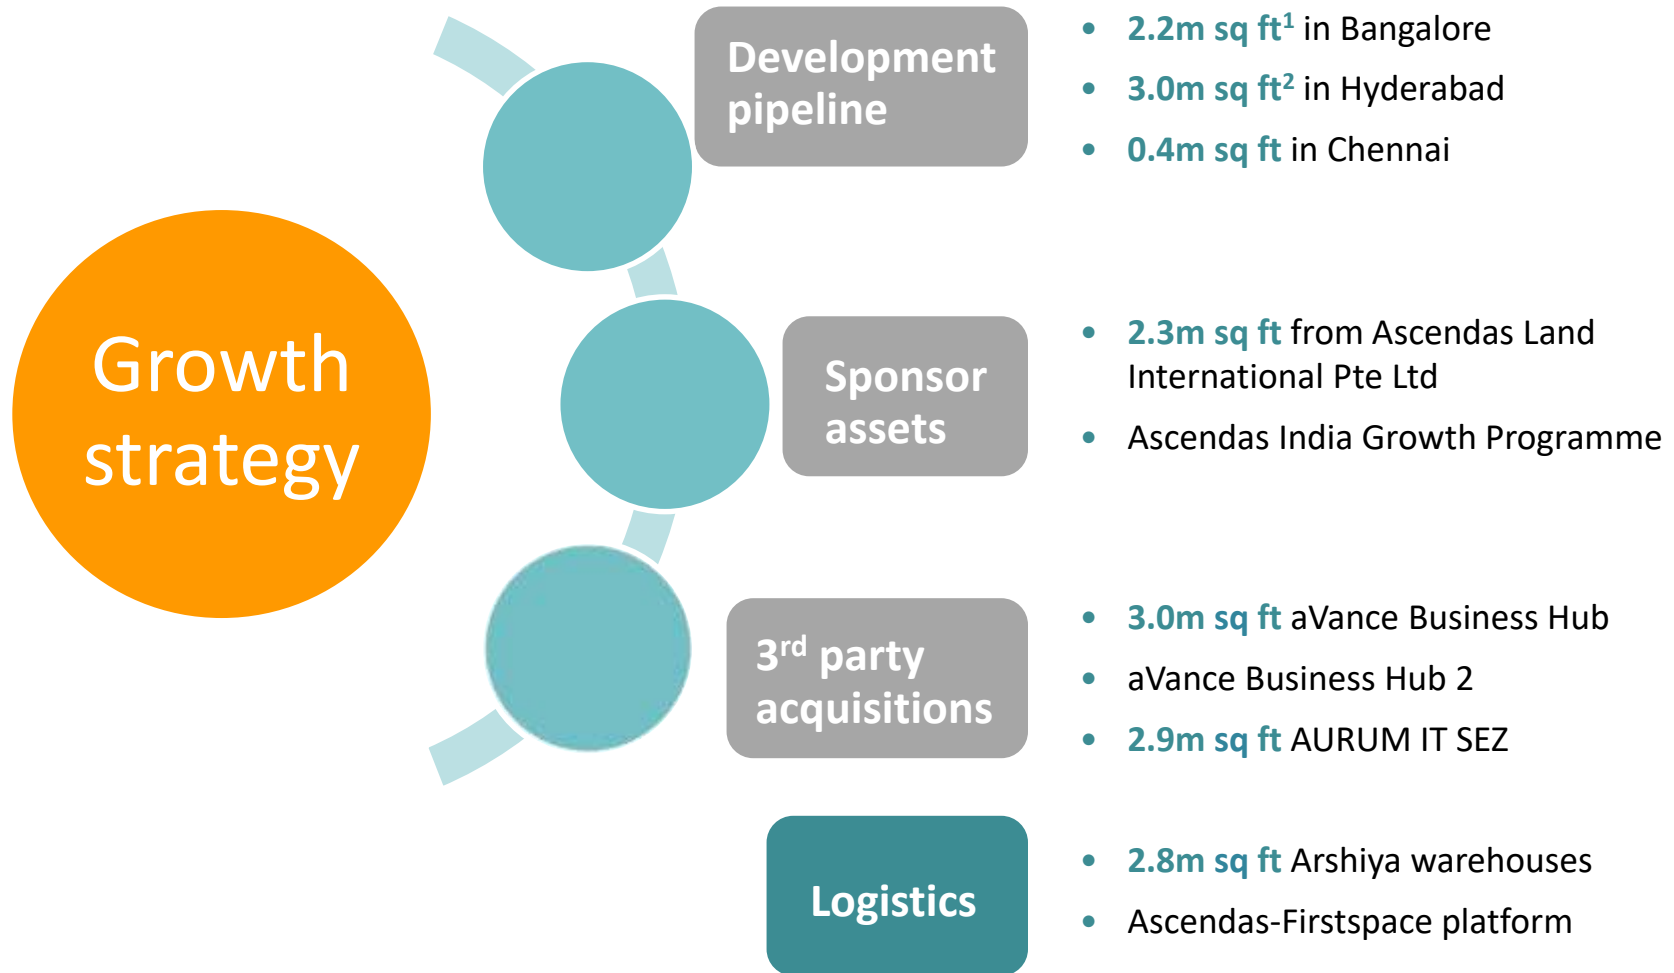 Growth
strategy
Development
pipeline
• 2.2m sq ft¹ in Bangalore
• 3.0m sq ft² in Hyderabad
• 0.4m sq ft in Chennai
Sponsor
assets
• 2.3m sq ft from Ascendas Land
International Pte Ltd
• Ascendas India Growth Programme
3rd party
acquisitions
• 3.0m sq ft aVance Business Hub
• aVance Business Hub 2
• 2.9m sq ft AURUM IT SEZ
Logistics
• 2.8m sq ft Arshiya warehouses
• Ascendas-Firstspace platform